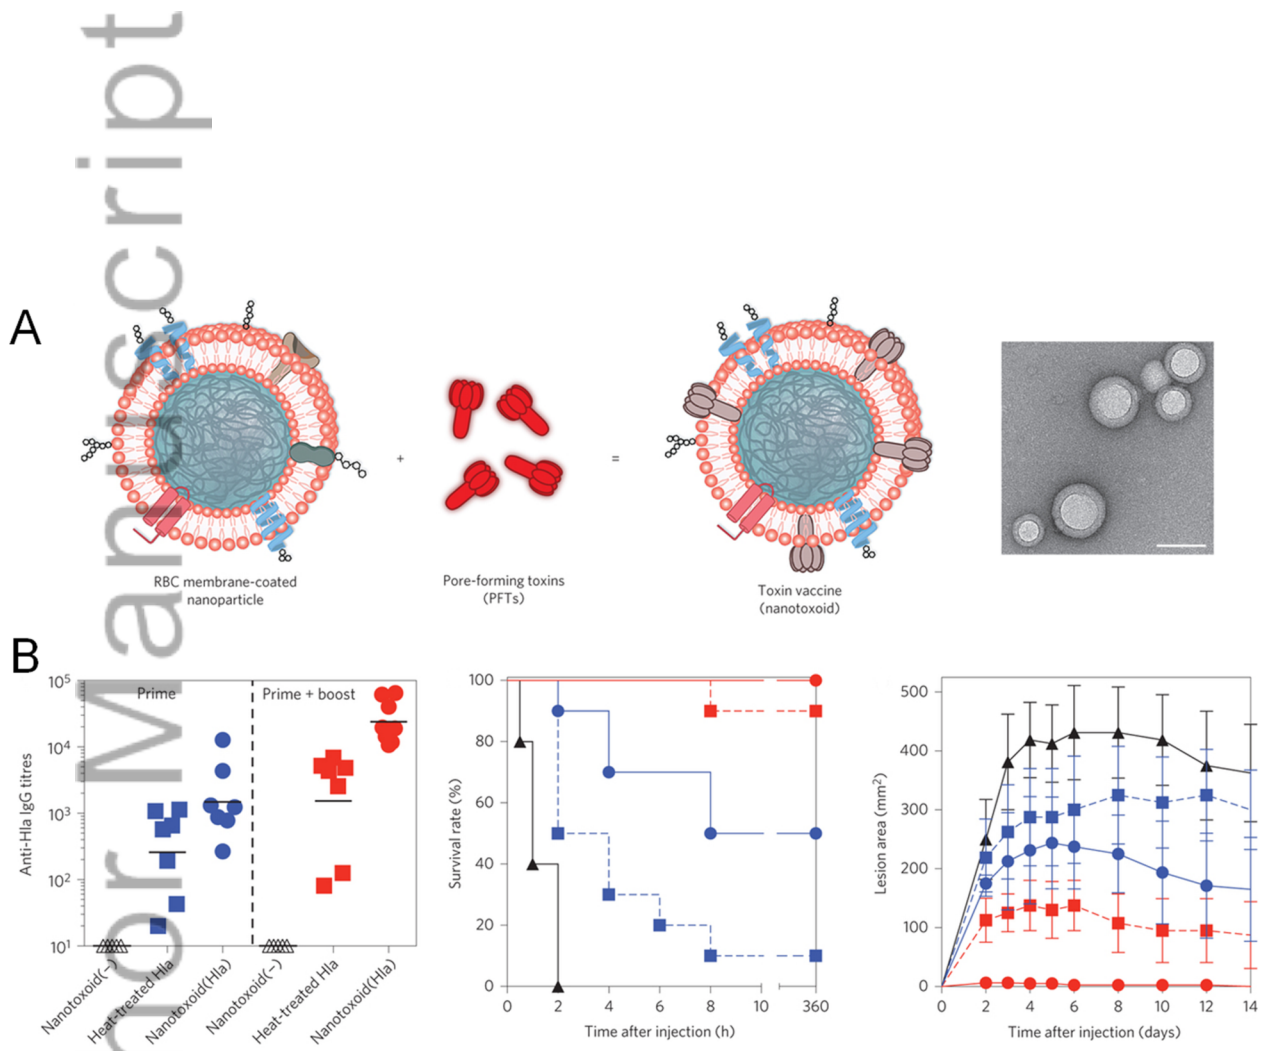 nor Manuscript
A
+
=
RBC membrane-coated
nanoparticle
Pore-forming toxins
(PFTs)
Toxin vaccine
(nanotoxoid)
B
Anti-Hla IgG titres
10⁵
10⁴
10³
10²
10¹
Prime
Prime + boost
Nanotoxoid(−)
Heat-treated Hla
Nanotoxoid(Hla)
Nanotoxoid(−)
Heat-treated Hla
Nanotoxoid(Hla)
Survival rate (%)
100
80
60
40
20
0
0 2 4 6 8 10 360
Time after injection (h)
Lesion area (mm²)
500
400
300
200
100
0
0 2 4 6 8 10 12 14
Time after injection (days)